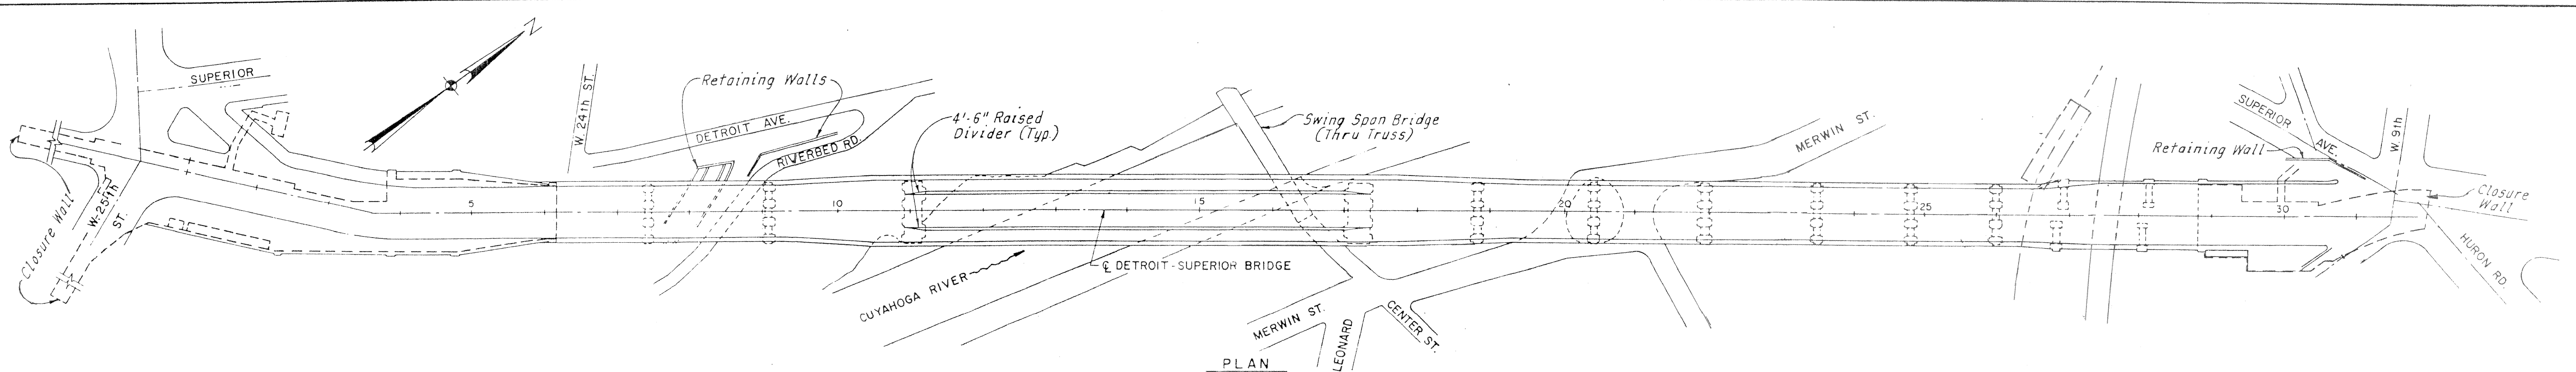 N
SUPERIOR
Closure Wall
W. 25th
ST.
5
W. 24th ST.
Retaining Walls
DETROIT AVE.
RIVERBED RD.
10
4'-6" Raised
Divider (Typ.)
15
Swing Span Bridge
(Thru Truss)
℄ DETROIT-SUPERIOR BRIDGE
CUYAHOGA RIVER
MERWIN ST.
LEONARD
CENTER ST.
20
MERWIN ST.
25
SUPERIOR
AVE.
Retaining Wall
W. 9th
30
Closure
Wall
HURON RD.
PLAN